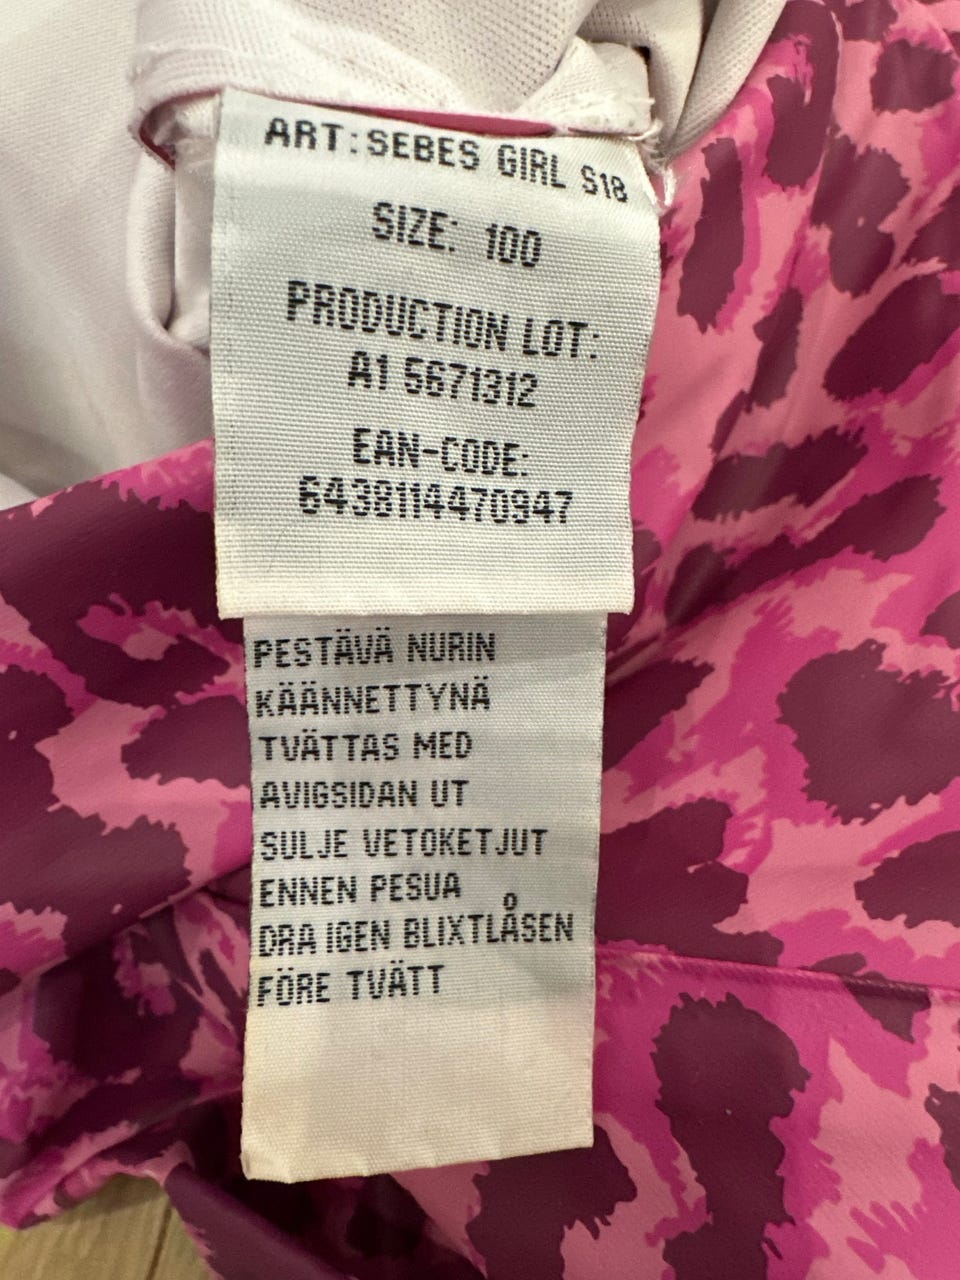 ART:SEBES GIRL S18
SIZE: 100
PRODUCTION LOT:
A1 5671312
EAN-CODE:
6438114470947
PESTÄVÄ NURIN
KÄÄNNETTYNÄ
TVÄTTAS MED
AVIGSIDAN UT
SULJE VETOKETJUT
ENNEN PESUA
DRA IGEN BLIXTLÅSEN
FÖRE TVÄTT